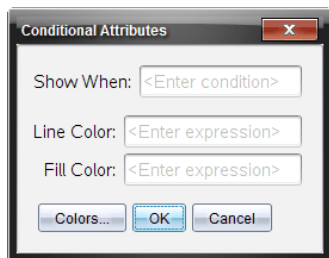 Conditional Attributes
Show When: <Enter condition>
Line Color: <Enter expression>
Fill Color: <Enter expression>
Colors... OK Cancel